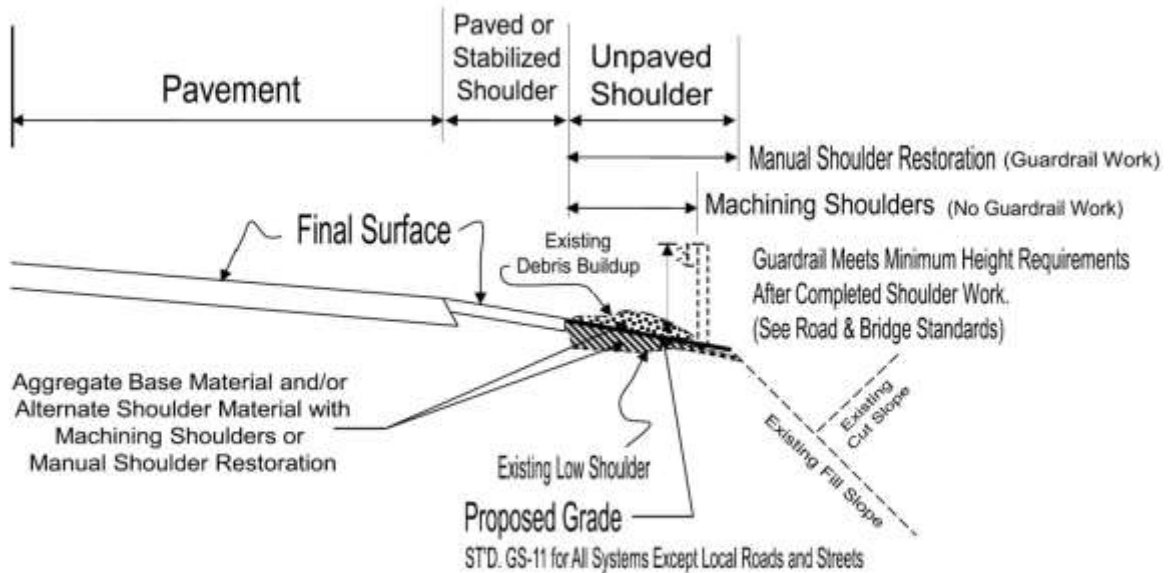 Pavement
Paved or
Stabilized
Shoulder
Unpaved
Shoulder
Manual Shoulder Restoration (Guardrail Work)
Machining Shoulders (No Guardrail Work)
Final Surface
Existing
Debris Buildup
Guardrail Meets Minimum Height Requirements
After Completed Shoulder Work.
(See Road & Bridge Standards)
Aggregate Base Material and/or
Alternate Shoulder Material with
Machining Shoulders or
Manual Shoulder Restoration
Existing Low Shoulder
Existing
Cut Slope
Existing Fill Slope
Proposed Grade
ST'D. GS-11 for All Systems Except Local Roads and Streets